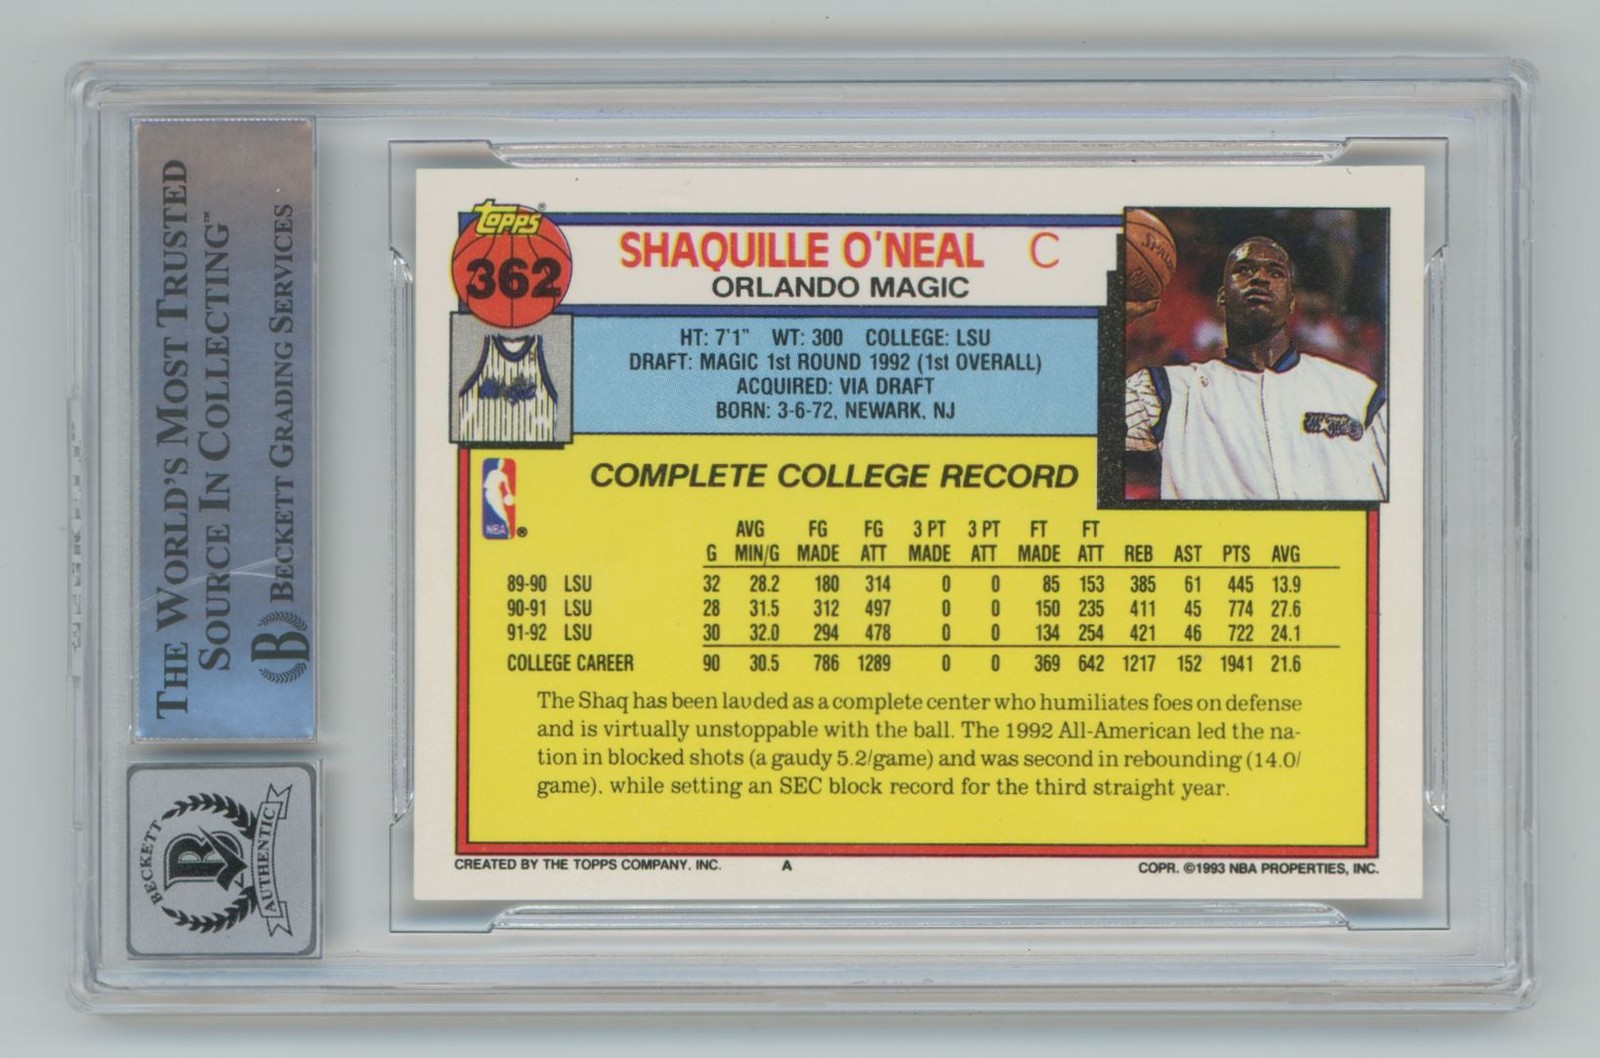 THE WORLD'S MOST TRUSTED
SOURCE IN COLLECTING™
BECKETT GRADING SERVICES
B
BECKETT
B
AUTHENTIC
Topps®
362
SHAQUILLE O'NEAL C
ORLANDO MAGIC
HT: 7'1" WT: 300 COLLEGE: LSU
DRAFT: MAGIC 1st ROUND 1992 (1st OVERALL)
ACQUIRED: VIA DRAFT
BORN: 3-6-72, NEWARK, NJ
SPALDING
Magic
NBA ®
COMPLETE COLLEGE RECORD
AVG FG FG 3 PT 3 PT FT FT
G MIN/G MADE ATT MADE ATT MADE ATT REB AST PTS AVG
89-90 LSU 32 28.2 180 314 0 0 85 153 385 61 445 13.9
90-91 LSU 28 31.5 312 497 0 0 150 235 411 45 774 27.6
91-92 LSU 30 32.0 294 478 0 0 134 254 421 46 722 24.1
COLLEGE CAREER 90 30.5 786 1289 0 0 369 642 1217 152 1941 21.6
The Shaq has been lauded as a complete center who humiliates foes on defense
and is virtually unstoppable with the ball. The 1992 All-American led the na-
tion in blocked shots (a gaudy 5.2/game) and was second in rebounding (14.0/
game), while setting an SEC block record for the third straight year.
CREATED BY THE TOPPS COMPANY, INC. A COPR. ©1993 NBA PROPERTIES, INC.